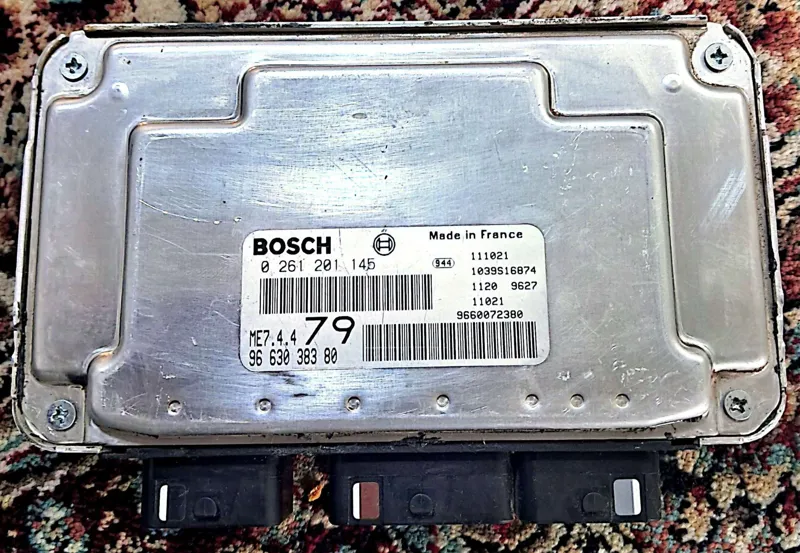 BOSCH
Made in France
0 261 201 145
944
111021
1039S16874
1120 9627
11021
9660072380
ME7.4.4 79
96 630 383 80